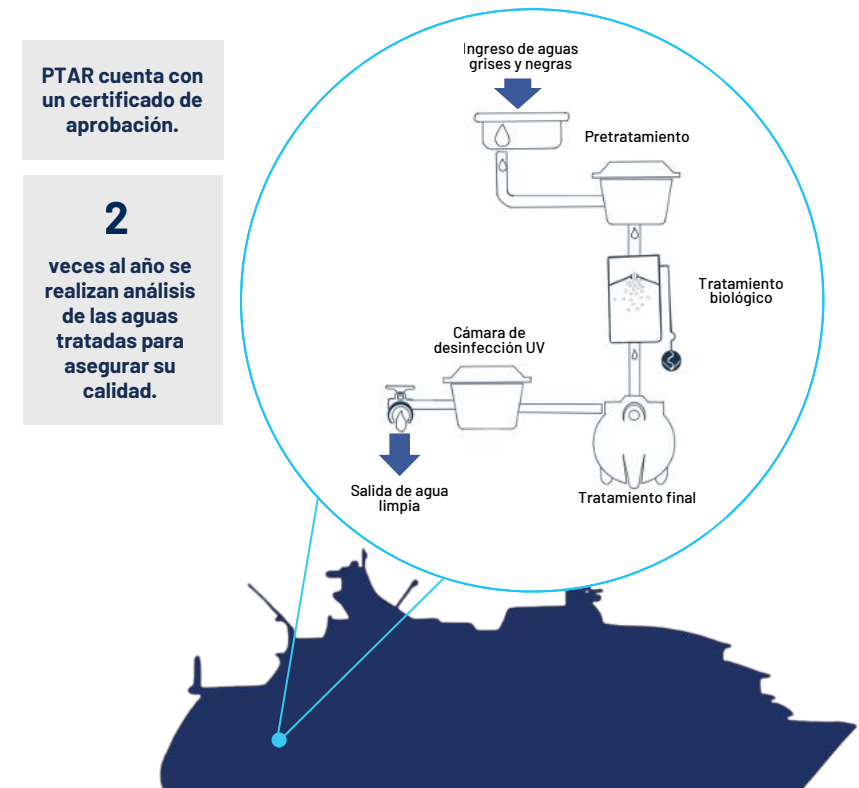 PTAR cuenta con
un certificado de
aprobación.
2
veces al año se
realizan análisis
de las aguas
tratadas para
asegurar su
calidad.
Ingreso de aguas
grises y negras
Pretratamiento
Tratamiento
biológico
Cámara de
desinfección UV
Salida de agua
limpia
Tratamiento final